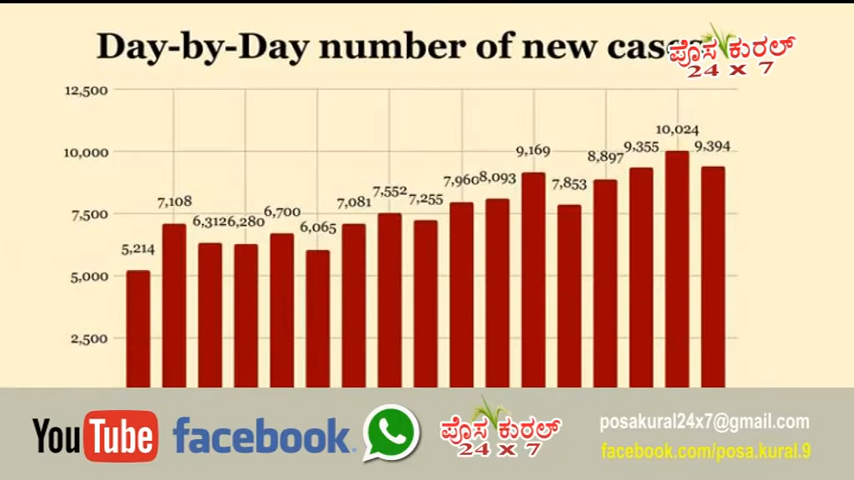 Day-by-Day number of new cases
ಪೊಸ ಕುರಲ್
24 x 7
12,500
10,000
7,500
5,000
2,500
5,214
7,108
6,312
6,280
6,700
6,065
7,081
7,552
7,255
7,960
8,093
9,169
7,853
8,897
9,355
10,024
9,394
YouTube
facebook
ಪೊಸ ಕುರಲ್
24 x 7
posakural24x7@gmail.com
facebook.com/posa.kural.9